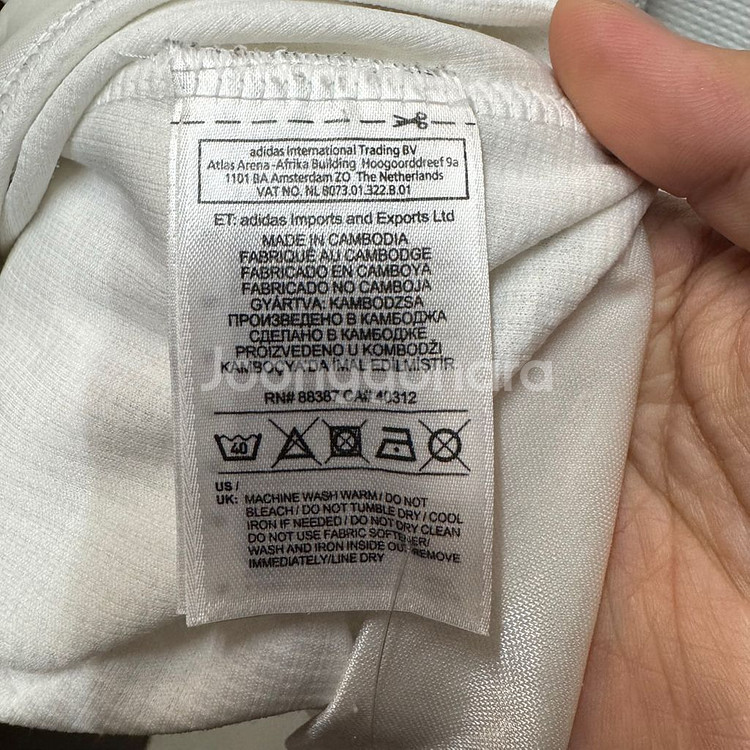 adidas International Trading BV
Atlas Arena -Afrika Building Hoogoorddreef 9a
1101 BA Amsterdam ZO The Netherlands
VAT NO. NL 8073.01.322.B.01
ET: adidas Imports and Exports Ltd
MADE IN CAMBODIA
FABRIQUÉ AU CAMBODGE
FABRICADO EN CAMBOYA
FABRICADO NO CAMBOJA
GYÁRTVA: KAMBODZSA
ПРОИЗВЕДЕНО В КАМБОДЖА
СДЕЛАНО В КАМБОДЖЕ
PROIZVEDENO U KOMBODŽI
KAMBOÇYA'DA İMAL EDİLMİŞTİR
Joonggonara
RN# 88387 CA# 40312
40
US /
UK: MACHINE WASH WARM / DO NOT
BLEACH / DO NOT TUMBLE DRY / COOL
IRON IF NEEDED / DO NOT DRY CLEAN
DO NOT USE FABRIC SOFTENER/
WASH AND IRON INSIDE OUT/REMOVE
IMMEDIATELY/LINE DRY